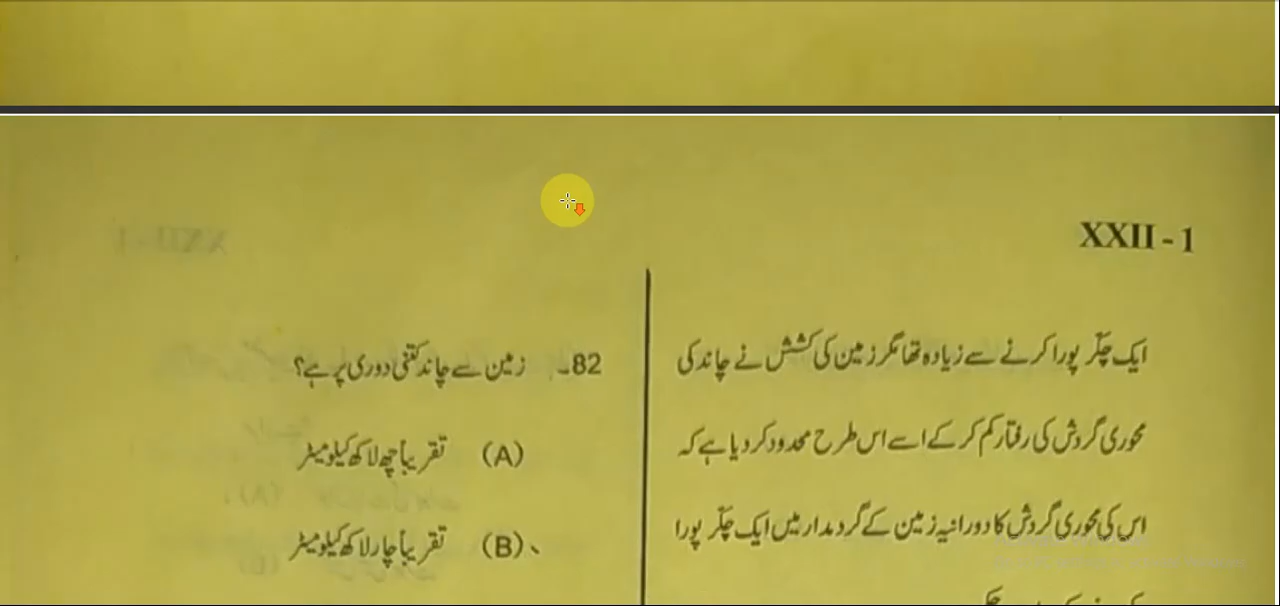 XXII - 1
ایک چکّر پورا کرنے سے زیادہ تھا مگر زمین کی کشش نے چاند کی
محوری گردش کی رفتار کم کر کے اسے اس طرح محدود کر دیا ہے کہ
اس کی محوری گردش کا دورانیہ زمین کے گرد مدار میں ایک چکّر پورا
82۔ زمین سے چاند کتنی دوری پر ہے؟
(A) تقریباً چھ لاکھ کیلومیٹر
(B) تقریباً چار لاکھ کیلومیٹر